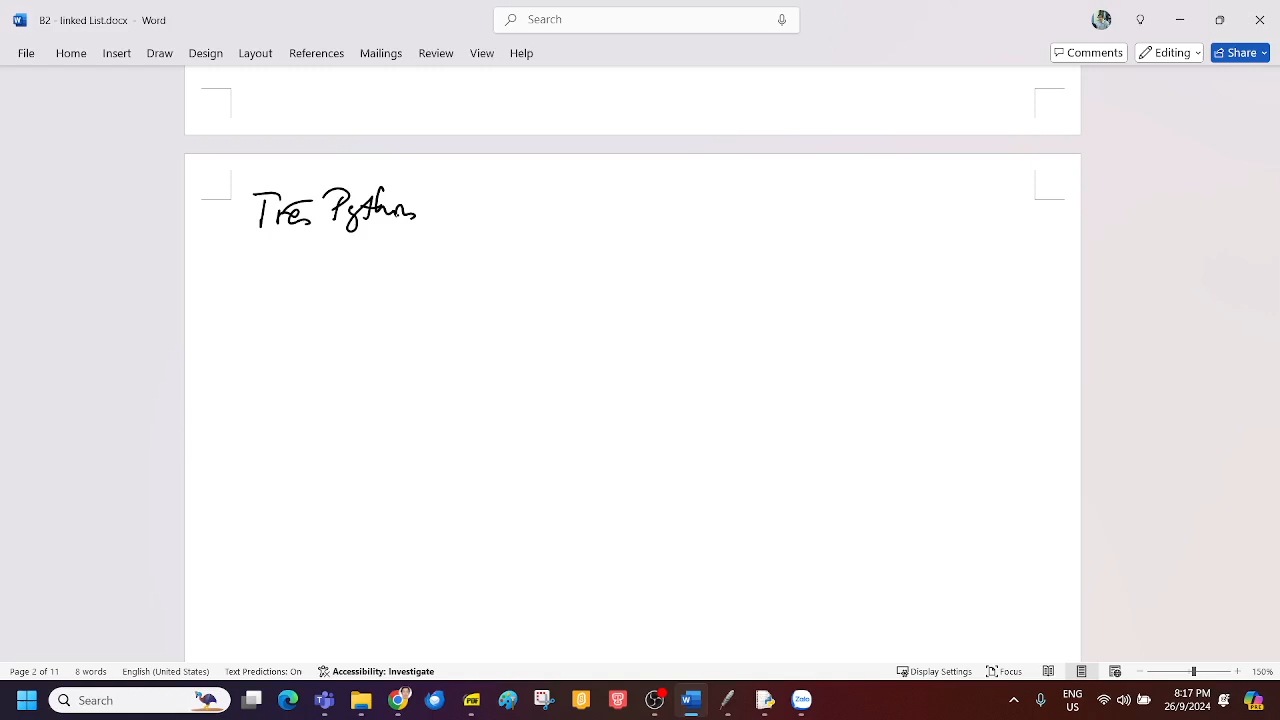 B2 - linked List.docx - Word
Search
File Home Insert Draw Design Layout References Mailings Review View Help
Comments Editing Share
Page 2 of 11 8 words English (United States) Text Predictions: On Accessibility: Investigate
Display Settings Focus 150%
Search
Zalo
ENG
US
8:17 PM
26/9/2024